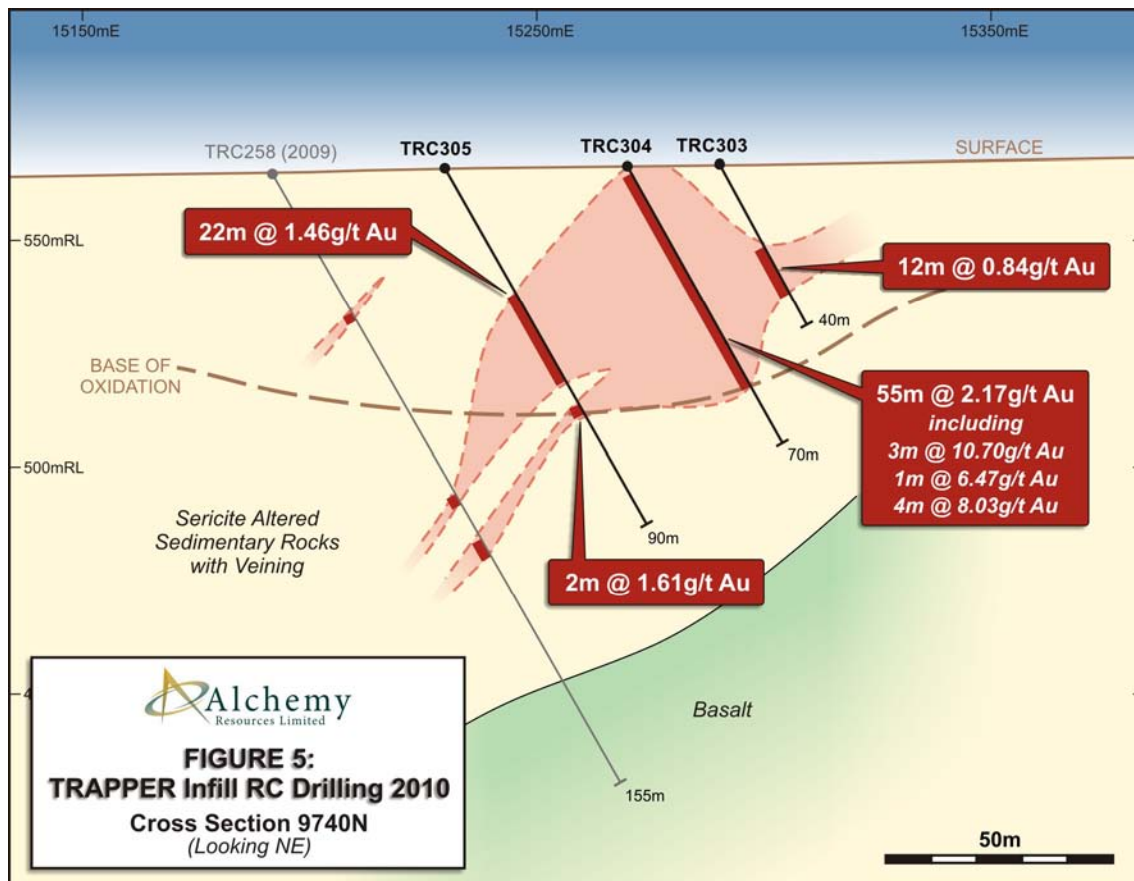 15150mE
15250mE
15350mE
TRC258 (2009)
TRC305
TRC304
TRC303
SURFACE
550mRL
22m @ 1.46g/t Au
12m @ 0.84g/t Au
40m
BASE OF
OXIDATION
55m @ 2.17g/t Au
including
3m @ 10.70g/t Au
1m @ 6.47g/t Au
4m @ 8.03g/t Au
70m
500mRL
Sericite Altered
Sedimentary Rocks
with Veining
90m
2m @ 1.61g/t Au
Alchemy
Resources Limited
FIGURE 5:
TRAPPER Infill RC Drilling 2010
Cross Section 9740N
(Looking NE)
Basalt
155m
50m